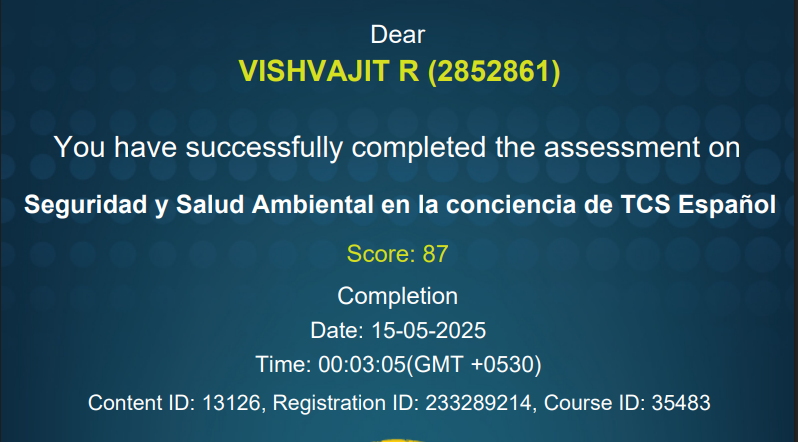 Dear
VISHVAJIT R (2852861)
You have successfully completed the assessment on
Seguridad y Salud Ambiental en la conciencia de TCS Español
Score: 87
Completion
Date: 15-05-2025
Time: 00:03:05(GMT +0530)
Content ID: 13126, Registration ID: 233289214, Course ID: 35483